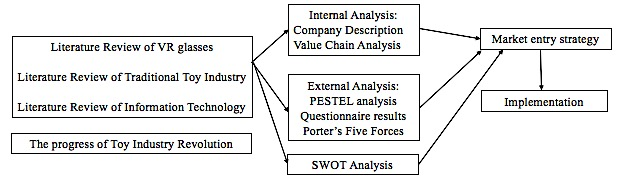 Literature Review of VR glasses
Literature Review of Traditional Toy Industry
Literature Review of Information Technology
The progress of Toy Industry Revolution
Internal Analysis:
Company Description
Value Chain Analysis
External Analysis:
PESTEL analysis
Questionnaire results
Porter's Five Forces
SWOT Analysis
Market entry strategy
Implementation